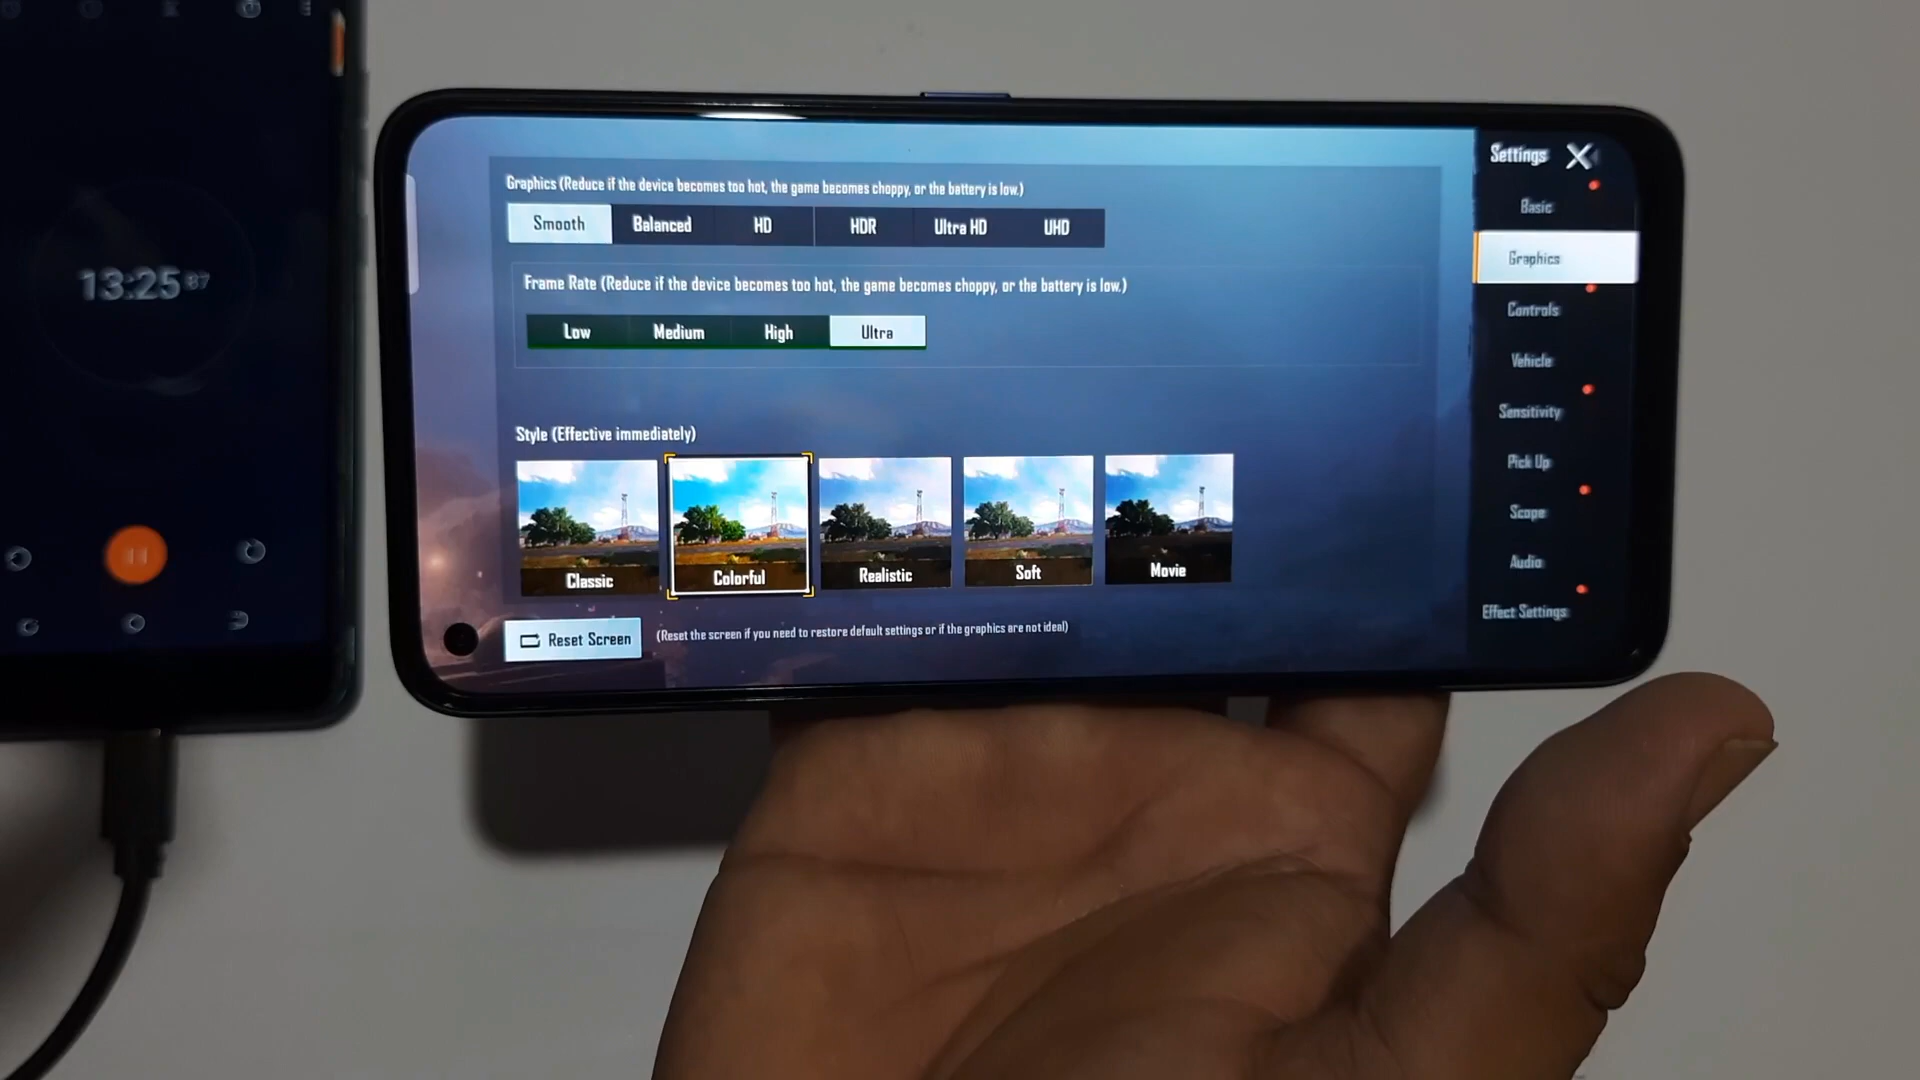 13:25 87
Graphics (Reduce if the device becomes too hot, the game becomes choppy, or the battery is low.)
Smooth Balanced HD HDR Ultra HD UHD
Frame Rate (Reduce if the device becomes too hot, the game becomes choppy, or the battery is low.)
Low Medium High Ultra
Style (Effective immediately)
Classic Colorful Realistic Soft Movie
Reset Screen (Reset the screen if you need to restore default settings or if the graphics are not ideal)
Settings
Basic
Graphics
Controls
Vehicle
Sensitivity
Pick Up
Scope
Audio
Effect Settings